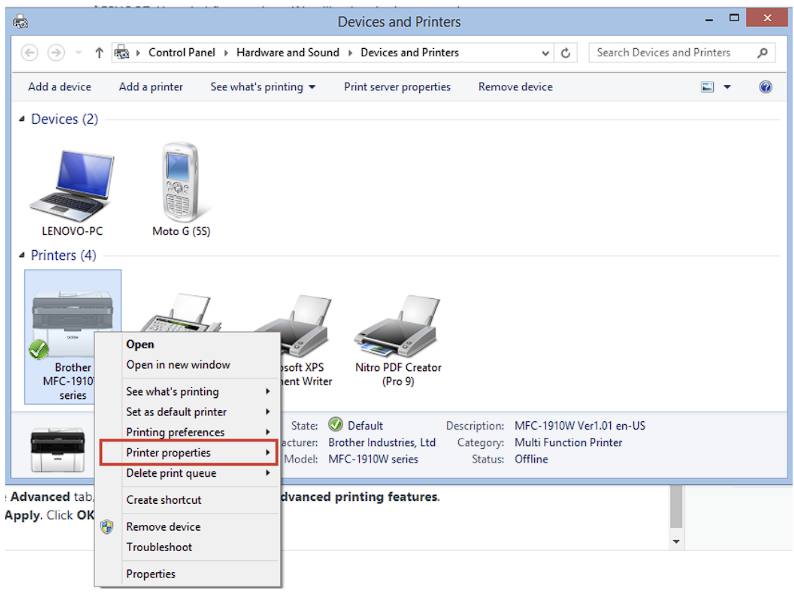 Devices and Printers
Control Panel Hardware and Sound Devices and Printers
Search Devices and Printers
Add a device Add a printer See what's printing Print server properties Remove device
Devices (2)
LENOVO-PC Moto G (5S)
Printers (4)
Brother
MFC-1910
series
soft XPS
ent Writer
Nitro PDF Creator
(Pro 9)
Open
Open in new window
See what's printing
Set as default printer
Printing preferences
Printer properties
Delete print queue
Create shortcut
Remove device
Troubleshoot
Properties
State: Default Description: MFC-1910W Ver1.01 en-US
acturer: Brother Industries, Ltd Category: Multi Function Printer
Model: MFC-1910W series Status: Offline
Advanced tab, dvanced printing features.
Apply. Click OK